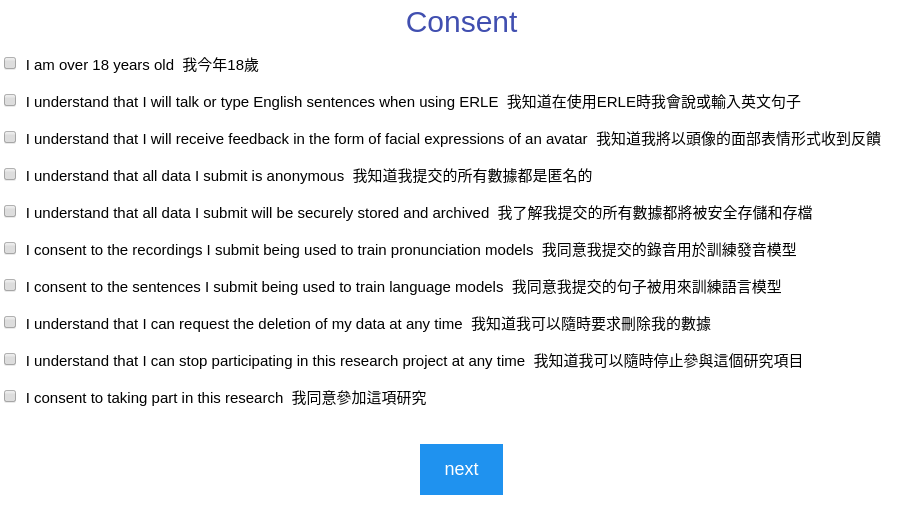 Consent
I am over 18 years old 我今年18歲
I understand that I will talk or type English sentences when using ERLE 我知道在使用ERLE時我會說或輸入英文句子
I understand that I will receive feedback in the form of facial expressions of an avatar 我知道我將以頭像的面部表情形式收到反饋
I understand that all data I submit is anonymous 我知道我提交的所有數據都是匿名的
I understand that all data I submit will be securely stored and archived 我了解我提交的所有數據都將被安全存儲和存檔
I consent to the recordings I submit being used to train pronunciation models 我同意我提交的錄音用於訓練發音模型
I consent to the sentences I submit being used to train language models 我同意我提交的句子被用來訓練語言模型
I understand that I can request the deletion of my data at any time 我知道我可以隨時要求刪除我的數據
I understand that I can stop participating in this research project at any time 我知道我可以隨時停止參與這個研究項目
I consent to taking part in this research 我同意參加這項研究
next